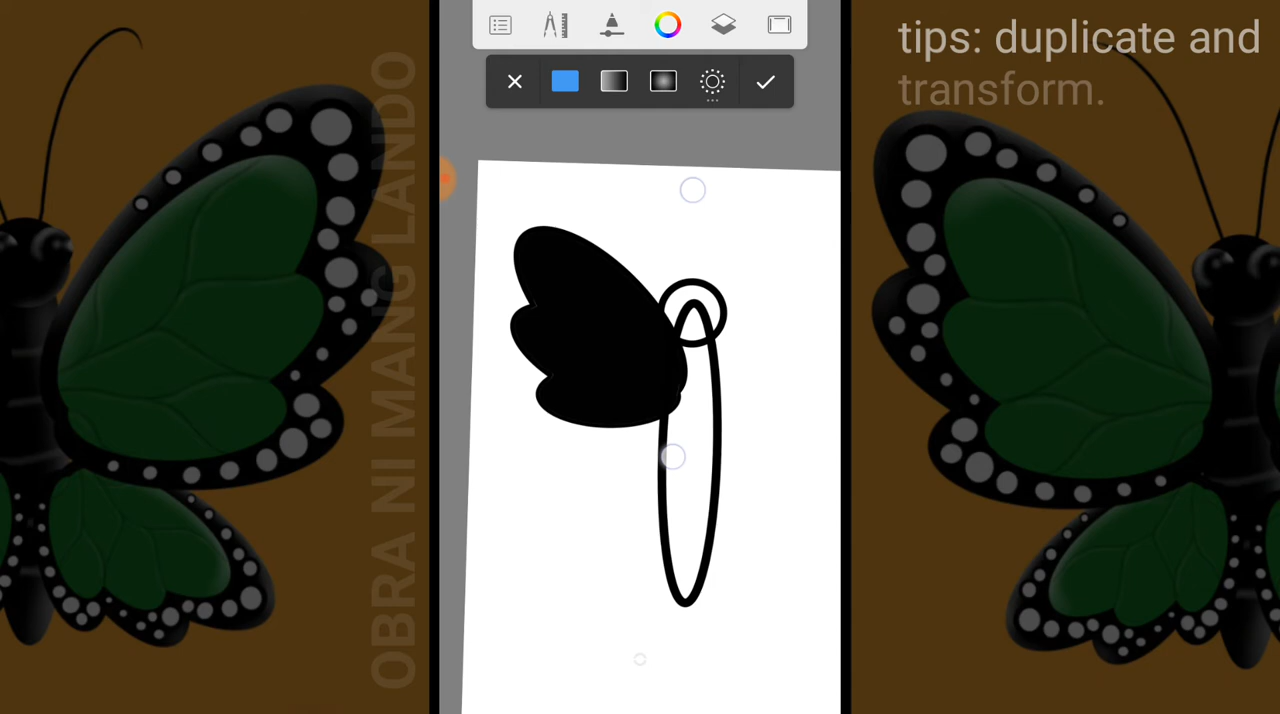 OBRA NI MANG LANDO
tips: duplicate and
transform.